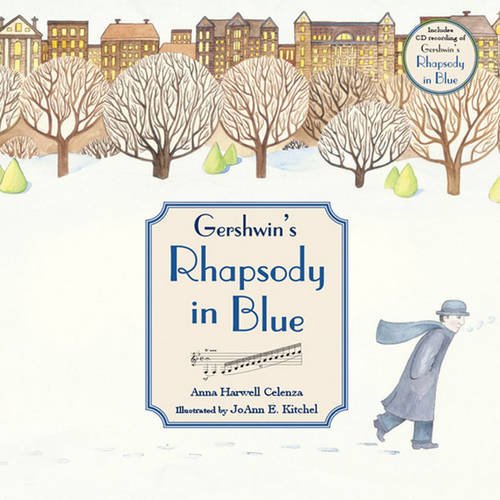 Includes
CD recording of
Gershwin's
Rhapsody
in Blue
Gershwin's
Rhapsody
in Blue
Anna Harwell Celenza
Illustrated by JoAnn E. Kitchel